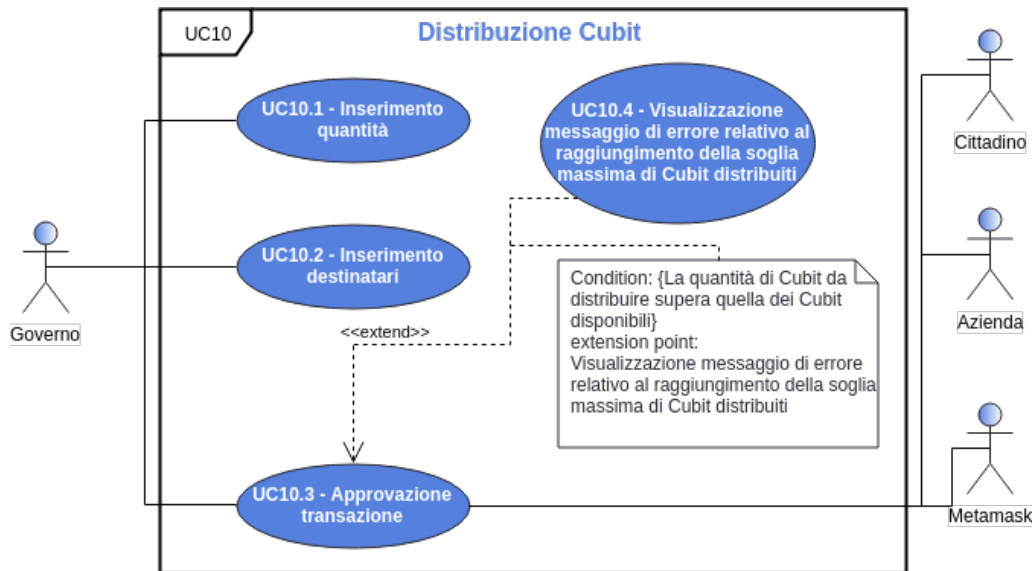 UC10
Distribuzione Cubit
UC10.1 - Inserimento
quantità
UC10.4 - Visualizzazione
messaggio di errore relativo al
raggiungimento della soglia
massima di Cubit distribuiti
Cittadino
UC10.2 - Inserimento
destinatari
Governo
<<extend>>
Condition: {La quantità di Cubit da
distribuire supera quella dei Cubit
disponibili}
extension point:
Visualizzazione messaggio di errore
relativo al raggiungimento della soglia
massima di Cubit distribuiti
Azienda
UC10.3 - Approvazione
transazione
Metamask